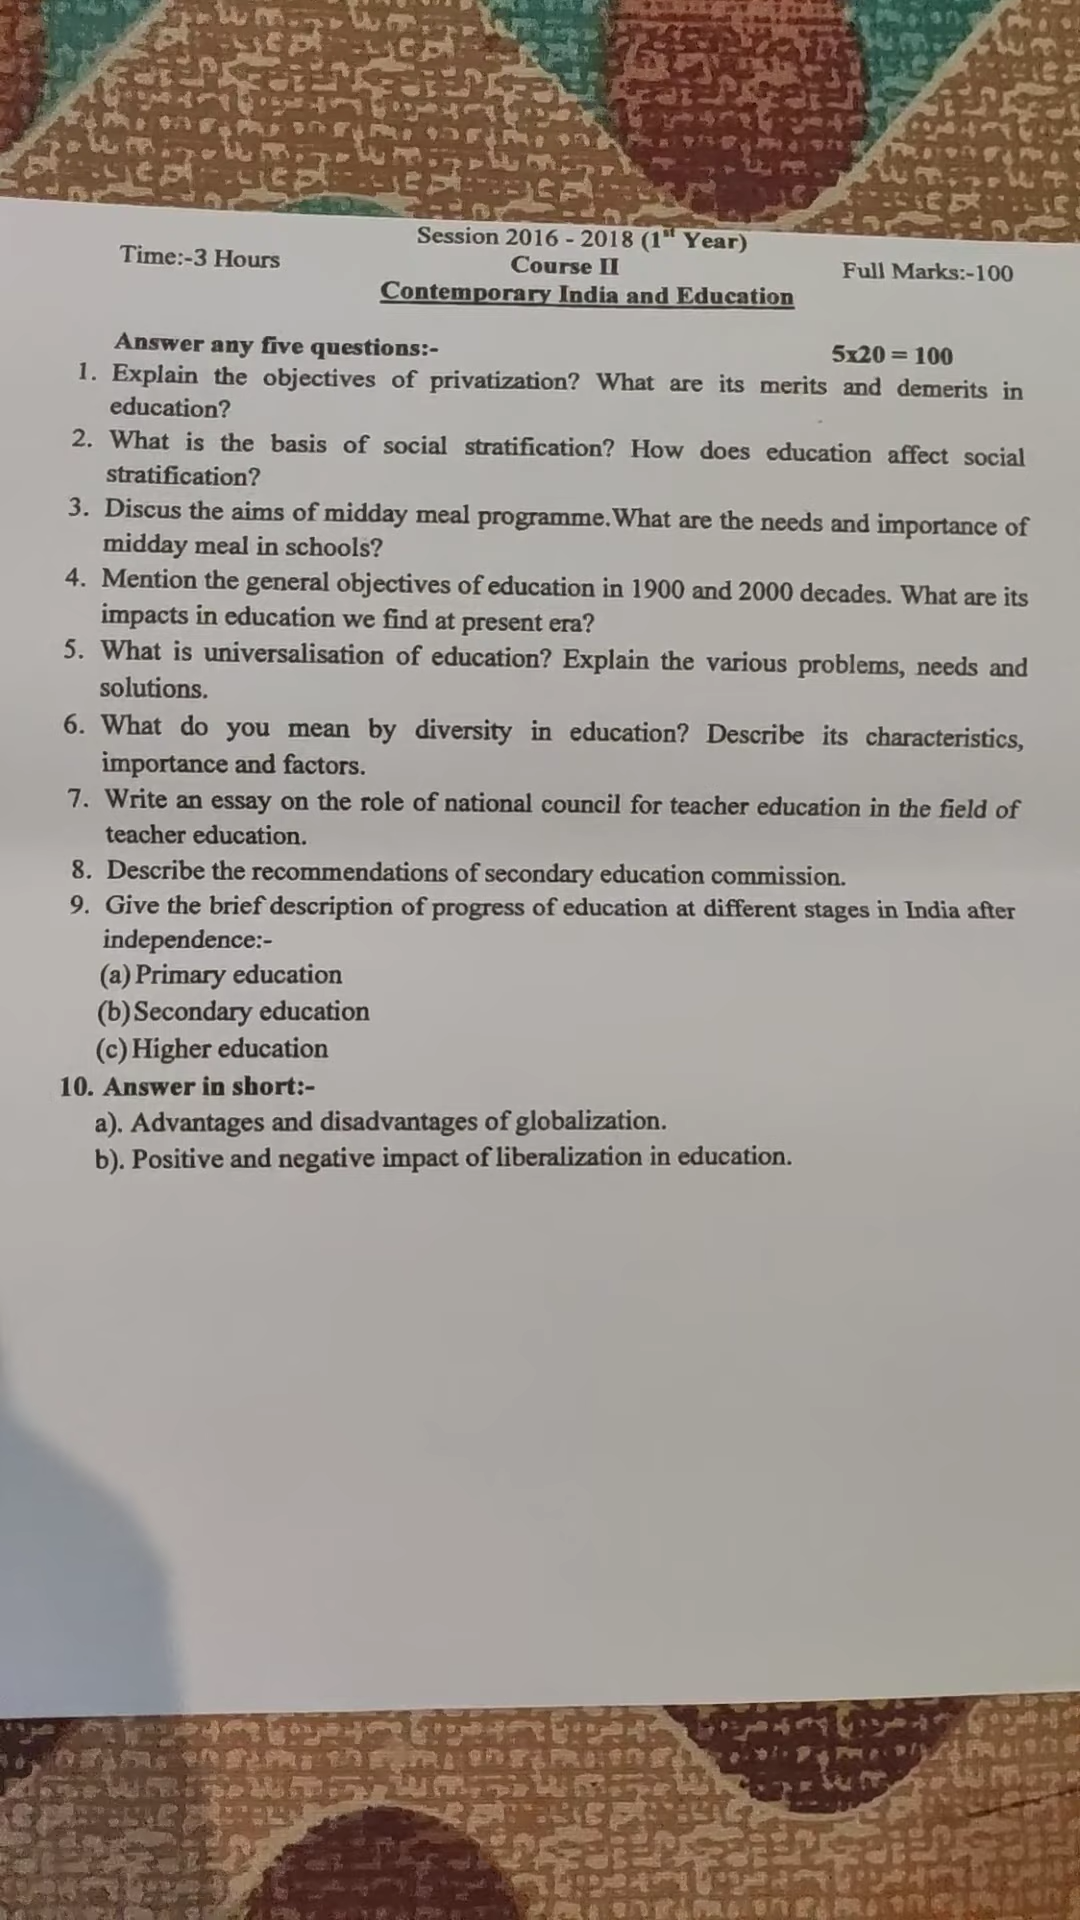 Session 2016 - 2018 (1st Year)
Time:-3 Hours Course II Full Marks:-100
Contemporary India and Education
Answer any five questions:- 5x20 = 100
1. Explain the objectives of privatization? What are its merits and demerits in
education?
2. What is the basis of social stratification? How does education affect social
stratification?
3. Discus the aims of midday meal programme.What are the needs and importance of
midday meal in schools?
4. Mention the general objectives of education in 1900 and 2000 decades. What are its
impacts in education we find at present era?
5. What is universalisation of education? Explain the various problems, needs and
solutions.
6. What do you mean by diversity in education? Describe its characteristics,
importance and factors.
7. Write an essay on the role of national council for teacher education in the field of
teacher education.
8. Describe the recommendations of secondary education commission.
9. Give the brief description of progress of education at different stages in India after
independence:-
(a) Primary education
(b) Secondary education
(c) Higher education
10. Answer in short:-
a). Advantages and disadvantages of globalization.
b). Positive and negative impact of liberalization in education.